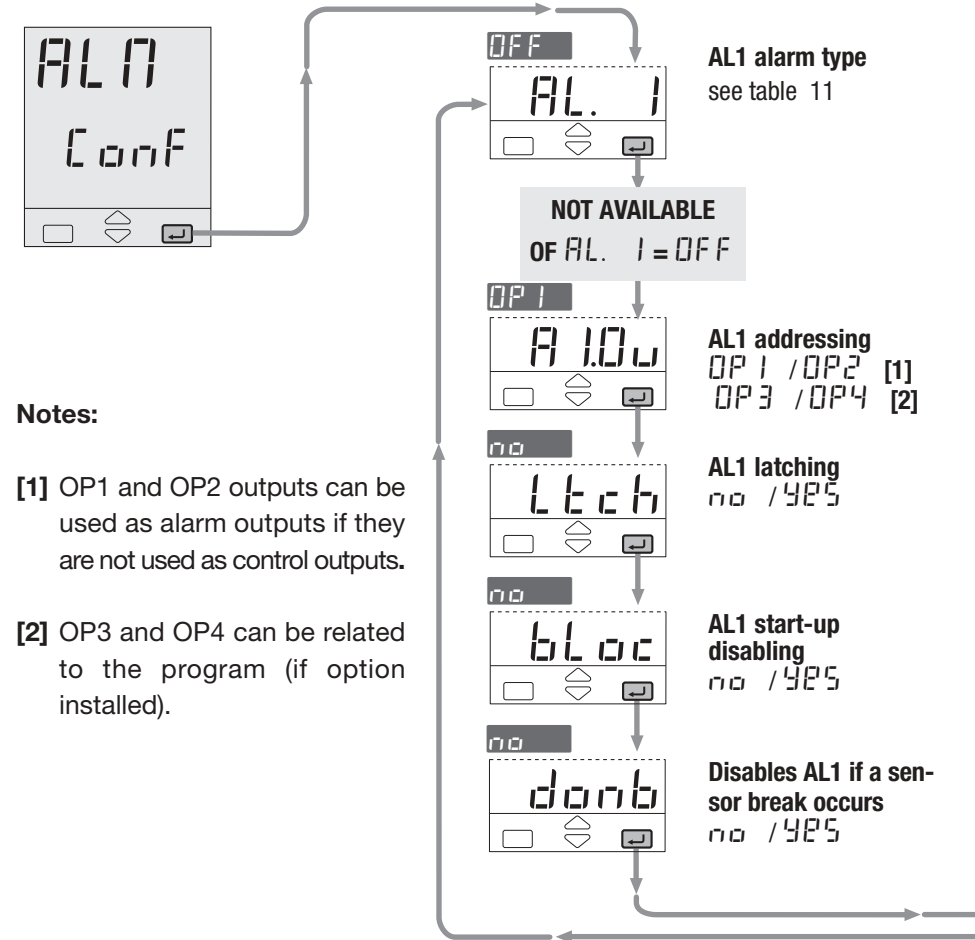 ALM
Conf
OFF
AL. 1
AL1 alarm type
see table 11
NOT AVAILABLE
OF AL. 1 = OFF
OP1
A1.Ou
AL1 addressing
OP1 /OP2 [1]
OP3 /OP4 [2]
no
Ltch
AL1 latching
no /YES
no
bLoc
AL1 start-up
disabling
no /YES
no
donb
Disables AL1 if a sen-
sor break occurs
no /YES
Notes:
[1] OP1 and OP2 outputs can be
used as alarm outputs if they
are not used as control outputs.
[2] OP3 and OP4 can be related
to the program (if option
installed).